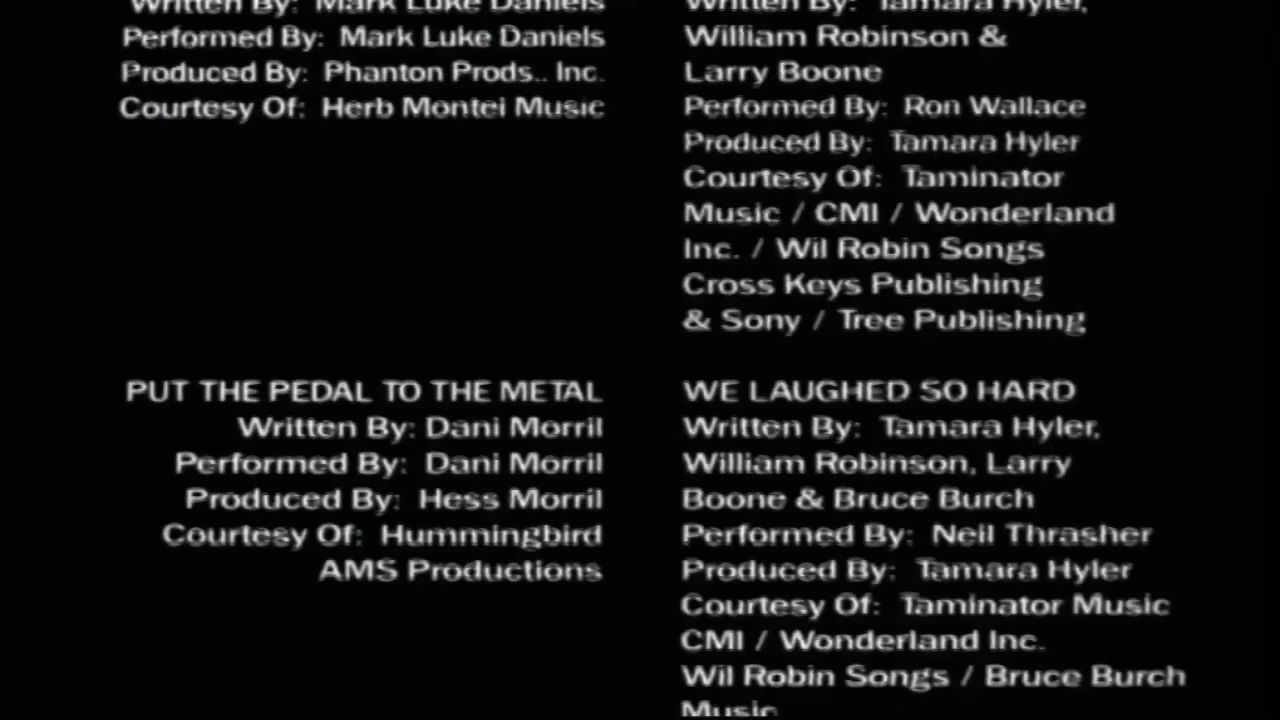 Written By: Mark Luke Daniels
Performed By: Mark Luke Daniels
Produced By: Phanton Prods.. Inc.
Courtesy Of: Herb Montei Music
PUT THE PEDAL TO THE METAL
Written By: Dani Morril
Performed By: Dani Morril
Produced By: Hess Morril
Courtesy Of: Hummingbird
AMS Productions
Written By: Tamara Hyler,
William Robinson &
Larry Boone
Performed By: Ron Wallace
Produced By: Tamara Hyler
Courtesy Of: Taminator
Music / CMI / Wonderland
Inc. / Wil Robin Songs
Cross Keys Publishing
& Sony / Tree Publishing
WE LAUGHED SO HARD
Written By: Tamara Hyler,
William Robinson, Larry
Boone & Bruce Burch
Performed By: Neil Thrasher
Produced By: Tamara Hyler
Courtesy Of: Taminator Music
CMI / Wonderland Inc.
Wil Robin Songs / Bruce Burch
Music